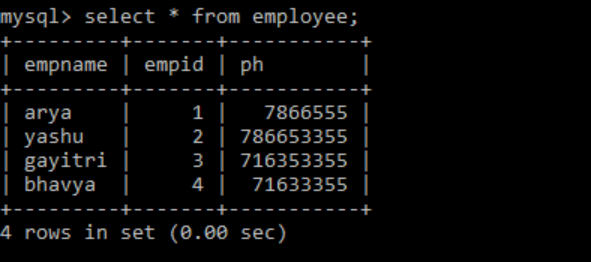 mysql> select * from employee;
+---------+-------+-----------+
| empname | empid | ph        |
+---------+-------+-----------+
| arya    |     1 |   7866555 |
| yashu   |     2 | 786653355 |
| gayitri |     3 | 716353355 |
| bhavya  |     4 |  71633355 |
+---------+-------+-----------+
4 rows in set (0.00 sec)